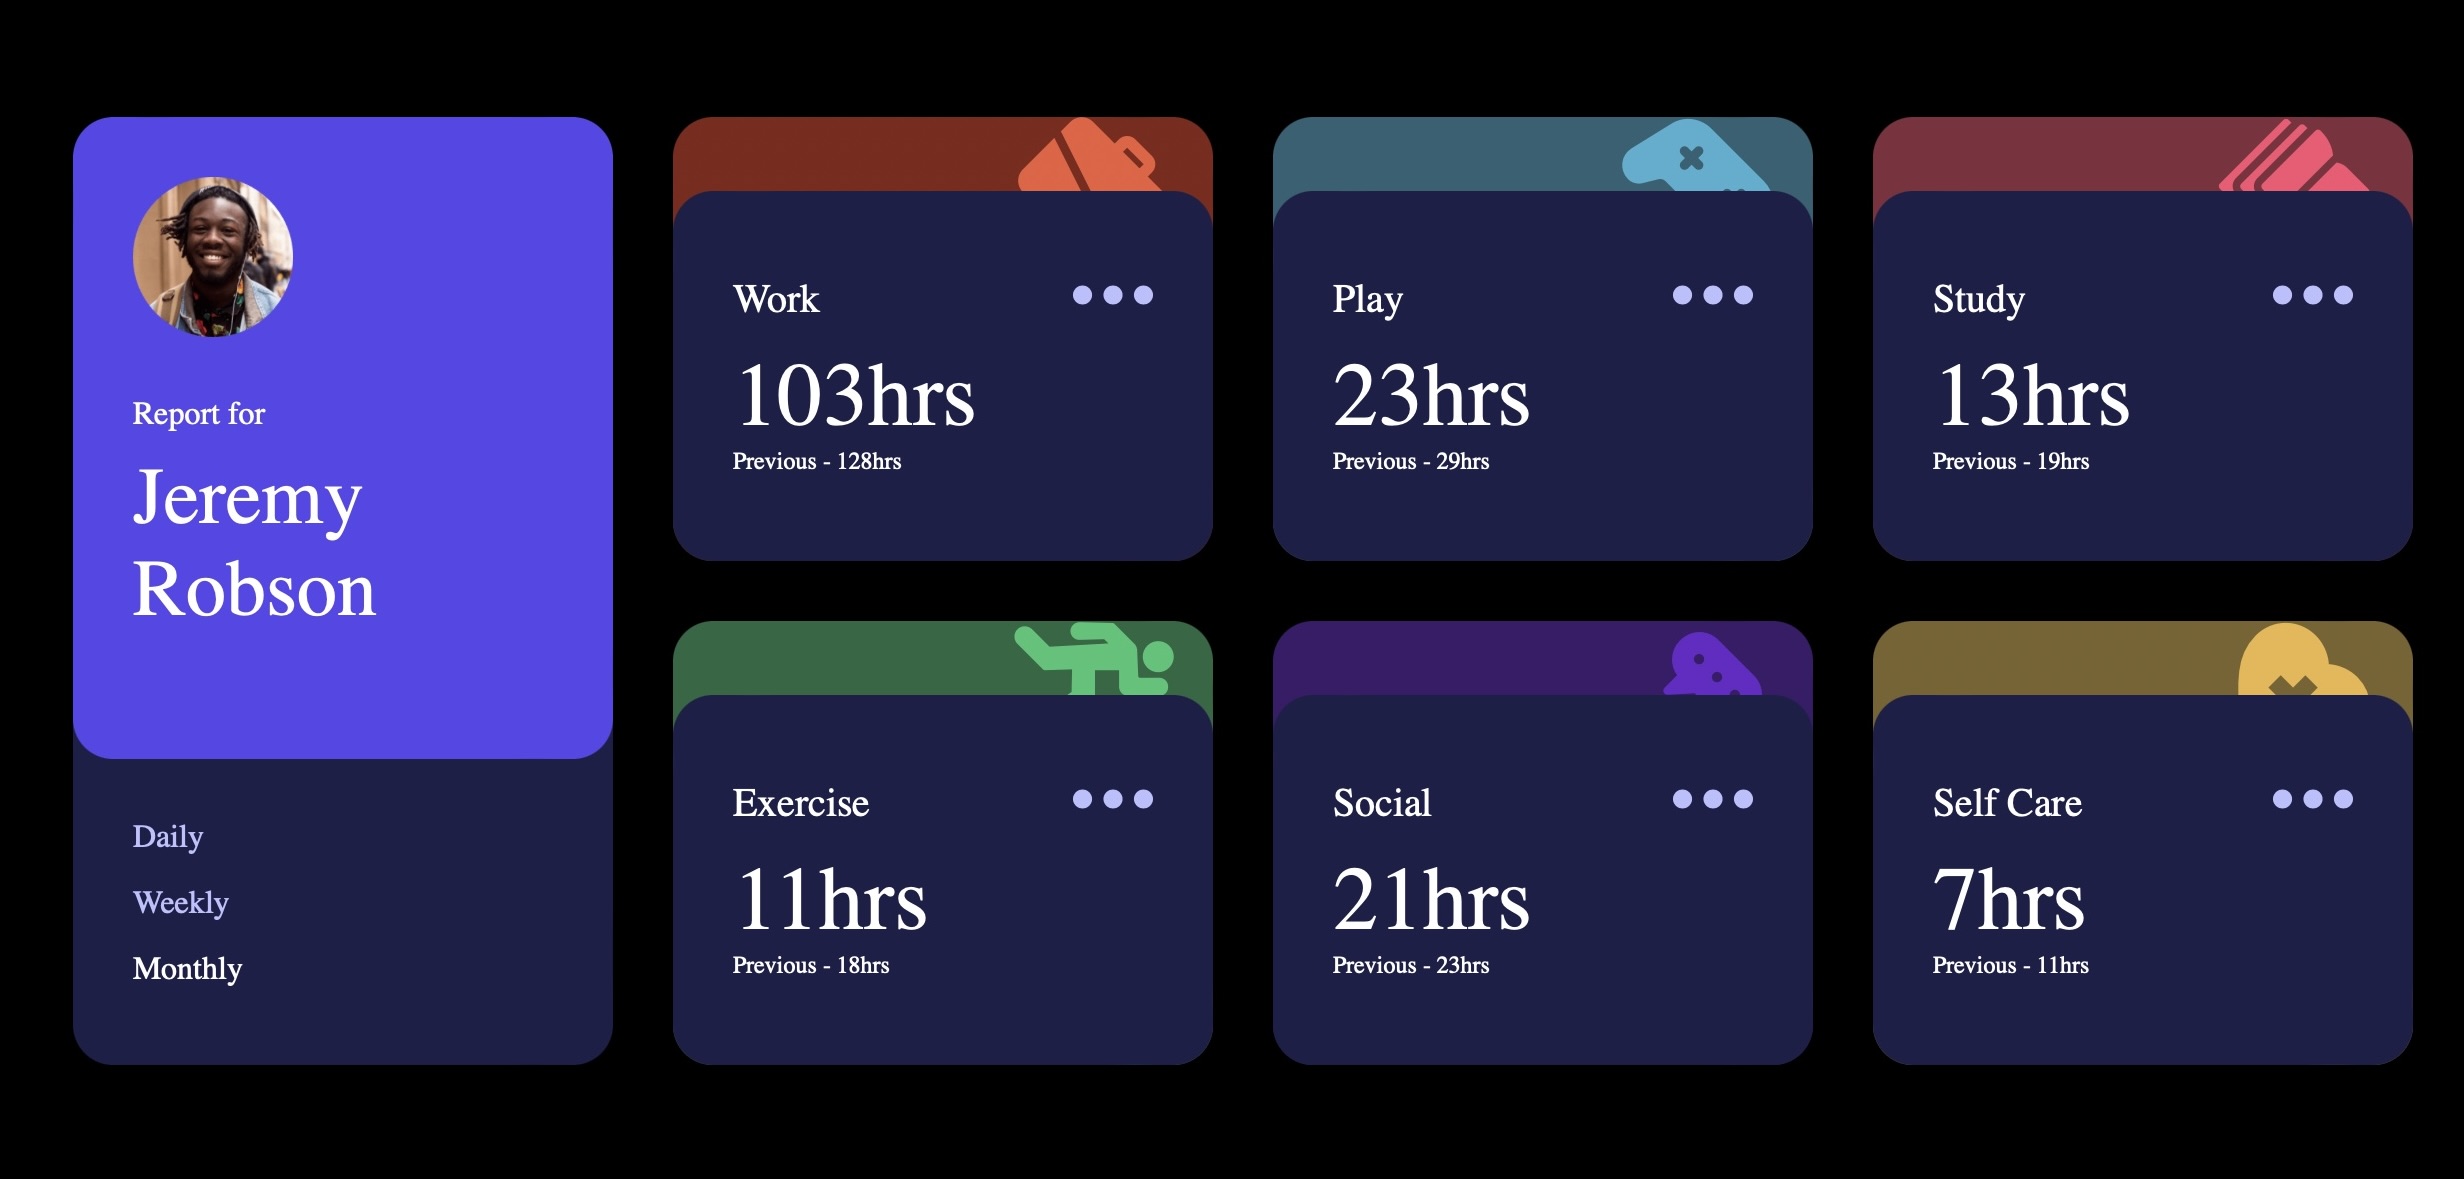 Report for
Jeremy
Robson
Daily
Weekly
Monthly
Work
103hrs
Previous - 128hrs
Play
23hrs
Previous - 29hrs
Study
13hrs
Previous - 19hrs
Exercise
11hrs
Previous - 18hrs
Social
21hrs
Previous - 23hrs
Self Care
7hrs
Previous - 11hrs